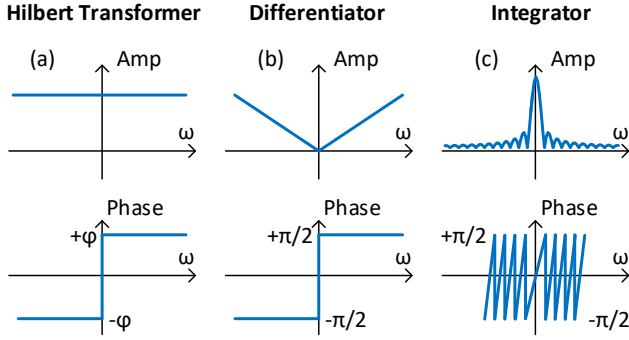 Hilbert Transformer
Differentiator
Integrator
(a)
Amp
ω
(b)
Amp
ω
(c)
Amp
ω
Phase
+φ
ω
-φ
Phase
+π/2
ω
-π/2
Phase
+π/2
ω
-π/2